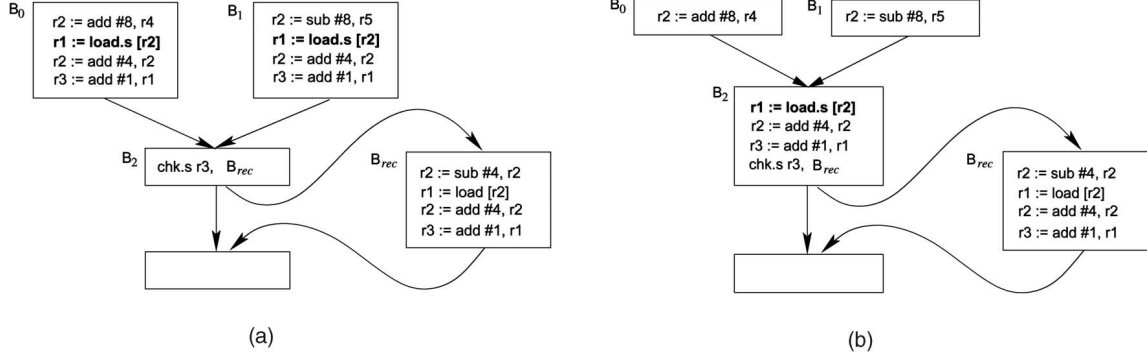 B0
r2 := add #8, r4
r1 := load.s [r2]
r2 := add #4, r2
r3 := add #1, r1
B1
r2 := sub #8, r5
r1 := load.s [r2]
r2 := add #4, r2
r3 := add #1, r1
B2
chk.s r3, Brec
Brec
r2 := sub #4, r2
r1 := load [r2]
r2 := add #4, r2
r3 := add #1, r1
(a)
B0
r2 := add #8, r4
B1
r2 := sub #8, r5
B2
r1 := load.s [r2]
r2 := add #4, r2
r3 := add #1, r1
chk.s r3, Brec
Brec
r2 := sub #4, r2
r1 := load [r2]
r2 := add #4, r2
r3 := add #1, r1
(b)